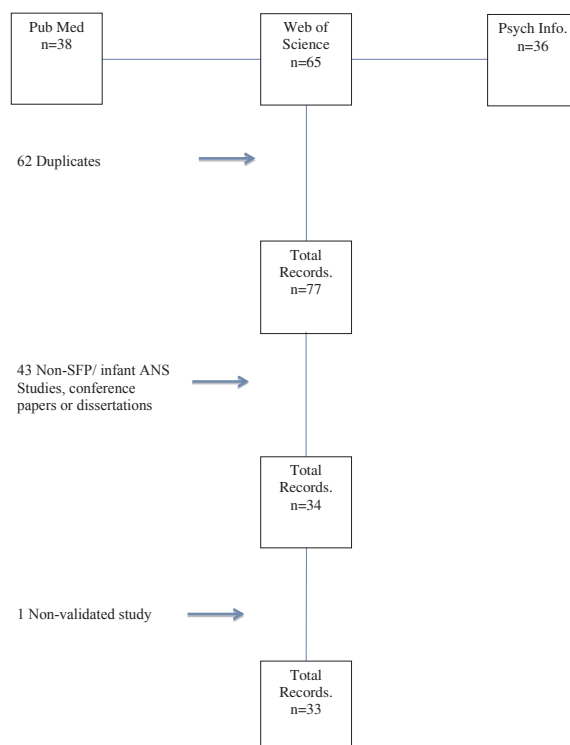 Pub Med
n=38
Web of
Science
n=65
Psych Info.
n=36
62 Duplicates
Total
Records.
n=77
43 Non-SFP/ infant ANS
Studies, conference
papers or dissertations
Total
Records.
n=34
1 Non-validated study
Total
Records.
n=33